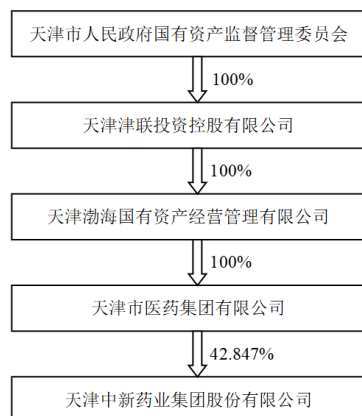 天津市人民政府国有资产监督管理委员会
100%
天津津联投资控股有限公司
100%
天津渤海国有资产经营管理有限公司
100%
天津市医药集团有限公司
42.847%
天津中新药业集团股份有限公司